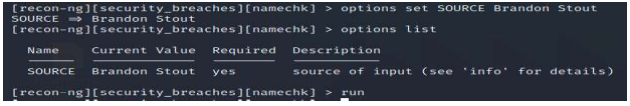 [recon-ng][security_breaches][namechk] > options set SOURCE Brandon Stout
SOURCE ⇒ Brandon Stout
[recon-ng][security_breaches][namechk] > options list
Name Current Value Required Description
SOURCE Brandon Stout yes source of input (see 'info' for details)
[recon-ng][security_breaches][namechk] > run